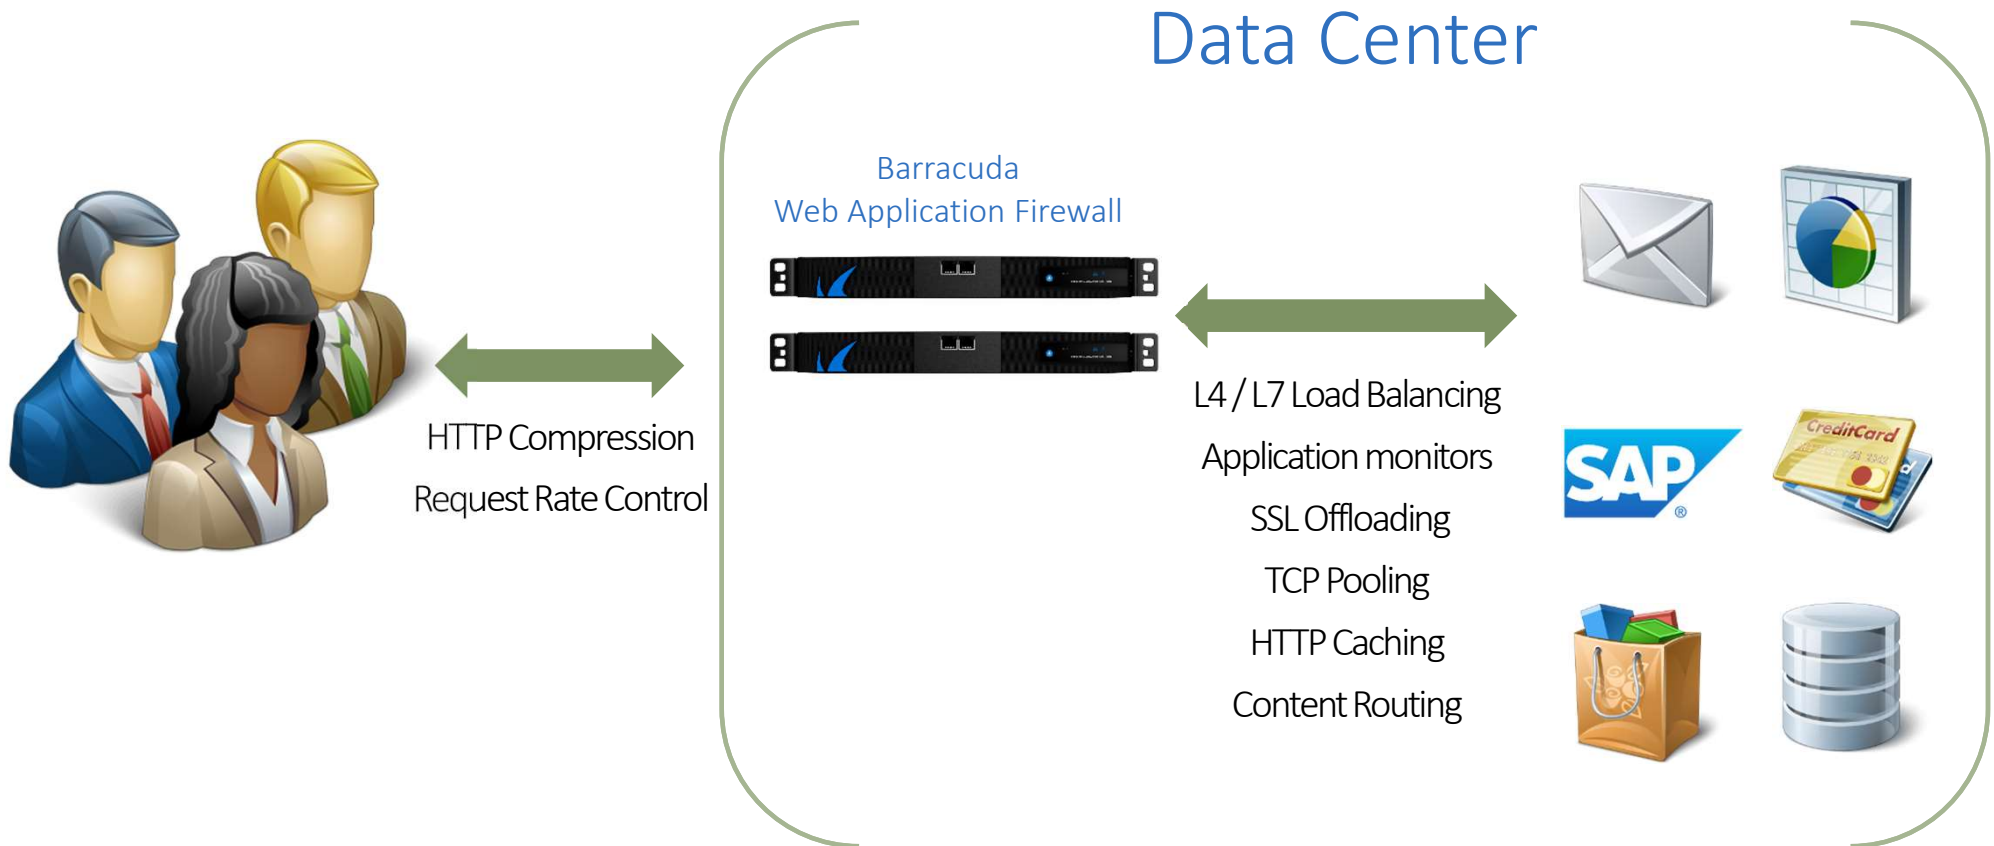 Data Center
Barracuda
Web Application Firewall
HTTP Compression
Request Rate Control
L4 / L7 Load Balancing
Application monitors
SSL Offloading
TCP Pooling
HTTP Caching
Content Routing
SAP
®
CreditCard